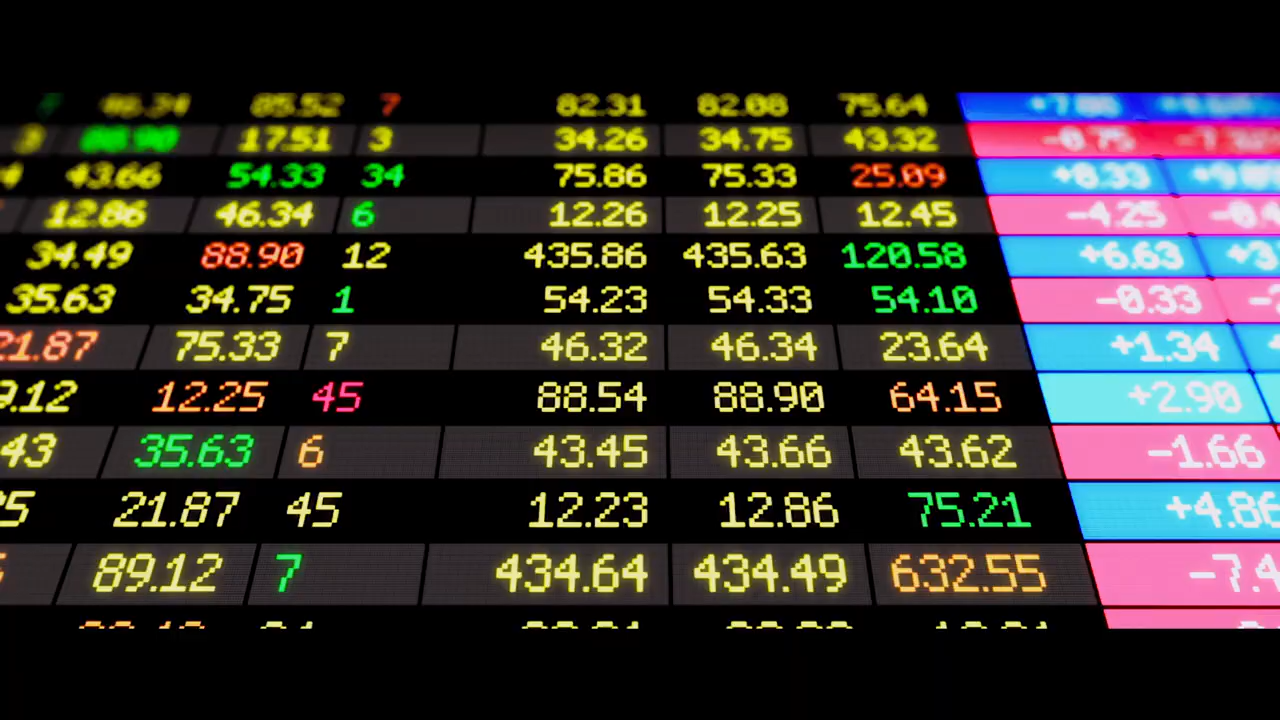 7 82.31 82.08 75.64
17.51 3 34.26 34.75 43.32 -0.75
43.66 54.33 34 75.86 75.33 25.09 +8.33
12.86 46.34 6 12.26 12.25 12.45 -4.25
34.49 88.90 12 435.86 435.63 120.58 +6.63
35.63 34.75 1 54.23 54.33 54.10 -0.33
21.87 75.33 7 46.32 46.34 23.64 +1.34
9.12 12.25 45 88.54 88.90 64.15 +2.90
43 35.63 6 43.45 43.66 43.62 -1.66
21.87 45 12.23 12.86 75.21 +4.86
89.12 7 434.64 434.49 632.55 -7.4